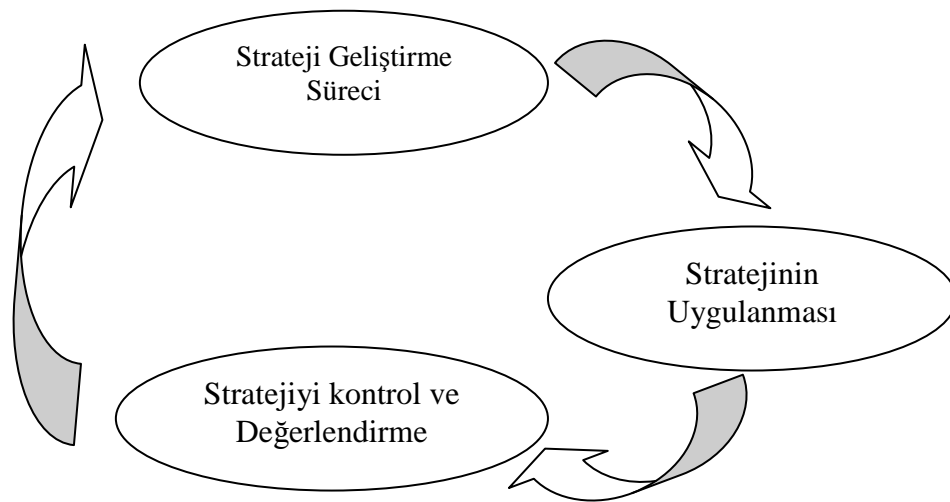 Strateji Geliştirme
Süreci
Stratejinin
Uygulanması
Stratejiyi kontrol ve
Değerlendirme